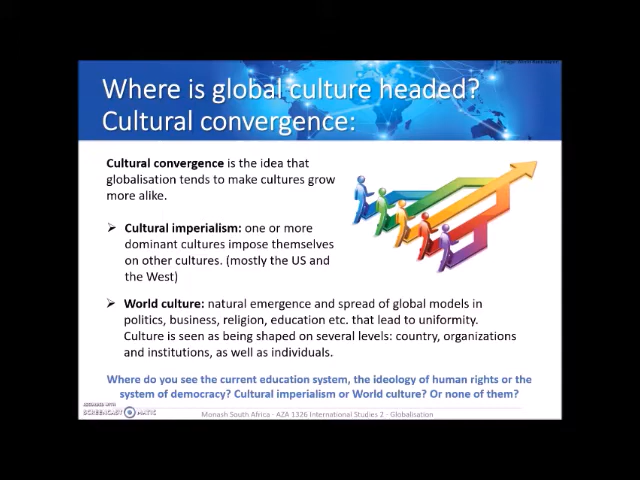 Where is global culture headed?
Cultural convergence:
Cultural convergence is the idea that
globalisation tends to make cultures grow
more alike.
➢ Cultural imperialism: one or more
dominant cultures impose themselves
on other cultures. (mostly the US and
the West)
➢ World culture: natural emergence and spread of global models in
politics, business, religion, education etc. that lead to uniformity.
Culture is seen as being shaped on several levels: country, organizations
and institutions, as well as individuals.
Where do you see the current education system, the ideology of human rights or the
system of democracy? Cultural imperialism or World culture? Or none of them?
RECORDED WITH
SCREENCAST MATIC
Monash South Africa - AZA 1326 International Studies 2 - Globalisation